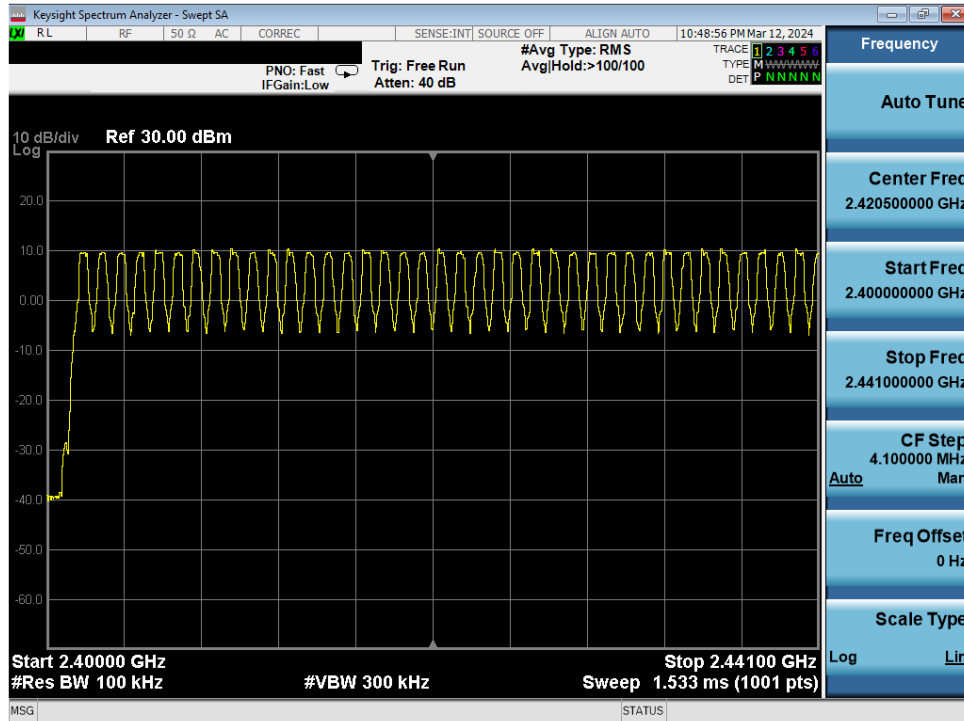 Keysight Spectrum Analyzer - Swept SA
LXI RL RF 50 Ω AC CORREC SENSE:INT SOURCE OFF ALIGN AUTO 10:48:56 PM Mar 12, 2024
PNO: Fast
IFGain:Low
Trig: Free Run
Atten: 40 dB
#Avg Type: RMS
Avg|Hold:>100/100
TRACE 1 2 3 4 5 6
TYPE M WWWWW
DET P N N N N N
10 dB/div
Log
Ref 30.00 dBm
20.0
10.0
0.00
-10.0
-20.0
-30.0
-40.0
-50.0
-60.0
Start 2.40000 GHz
#Res BW 100 kHz
#VBW 300 kHz
Stop 2.44100 GHz
Sweep 1.533 ms (1001 pts)
Frequency
Auto Tune
Center Freq
2.420500000 GHz
Start Freq
2.400000000 GHz
Stop Freq
2.441000000 GHz
CF Step
4.100000 MHz
Auto Man
Freq Offset
0 Hz
Scale Type
Log Lin
MSG STATUS